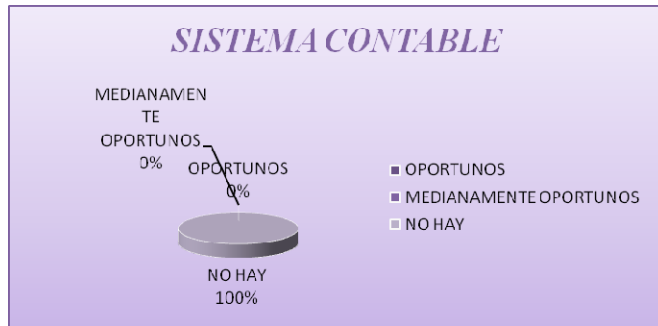 SISTEMA CONTABLE
MEDIANAMEN
TE
OPORTUNOS
0%
OPORTUNOS
0%
NO HAY
100%
OPORTUNOS
MEDIANAMENTE OPORTUNOS
NO HAY